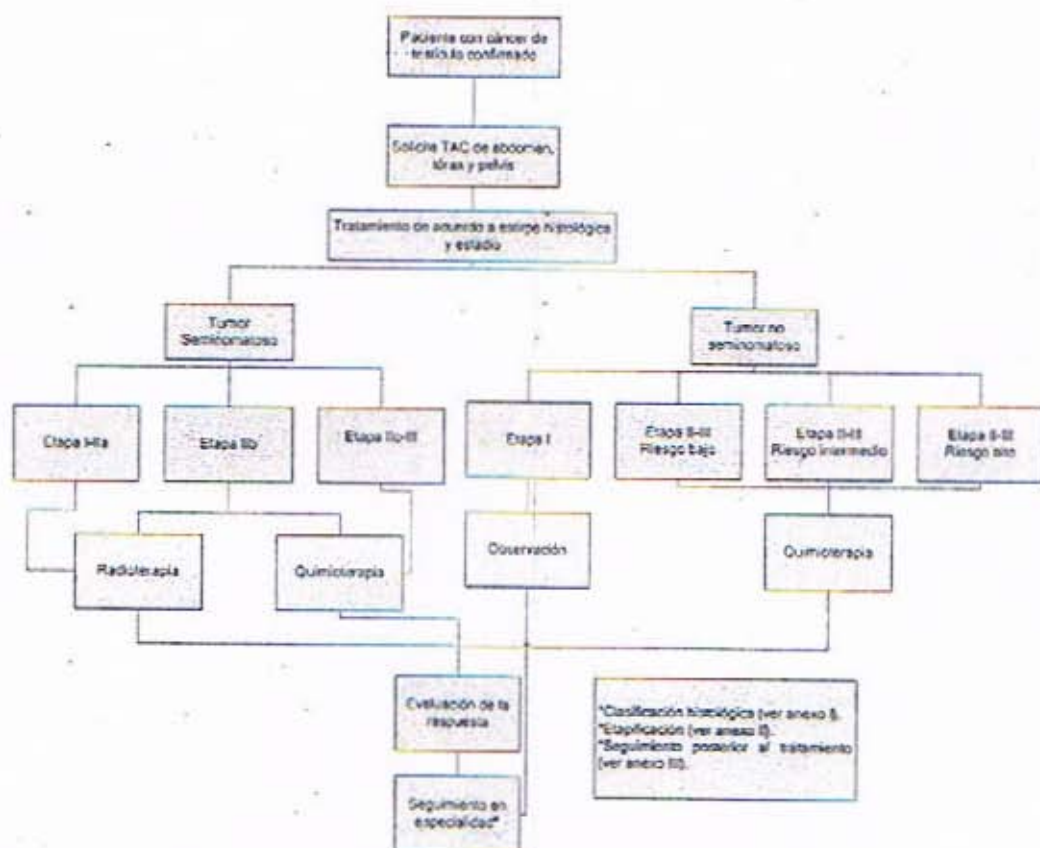 Paciente con cáncer de
testículo confirmado
Solicite TAC de abdomen,
tórax y pelvis
Tratamiento de acuerdo a estirpe histológica
y estadio
Tumor
Seminomatoso
Tumor no
seminomatoso
Etapa I-IIa
Etapa IIb
Etapa IIc-III
Etapa I
Etapa II-III
Riesgo bajo
Etapa II-III
Riesgo intermedio
Etapa II-III
Riesgo alto
Radioterapia
Quimioterapia
Observación
Quimioterapia
Evaluación de la
respuesta
Seguimiento en
especialidad*
*Clasificación histológica (ver anexo I).
*Etapificación (ver anexo II).
*Seguimiento posterior al tratamiento
(ver anexo III).